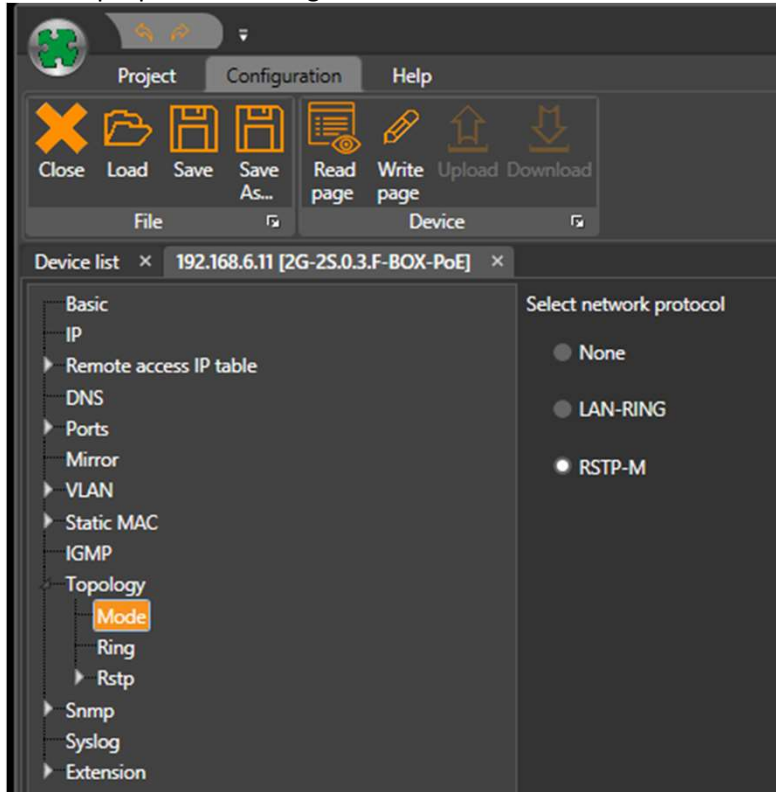 Project Configuration Help
Close Load Save Save As... Read page Write page Upload Download
File Device
Device list × 192.168.6.11 [2G-2S.0.3.F-BOX-PoE] ×
Basic
IP
Remote access IP table
DNS
Ports
Mirror
VLAN
Static MAC
IGMP
Topology
Mode
Ring
Rstp
Snmp
Syslog
Extension
Select network protocol
None
LAN-RING
RSTP-M